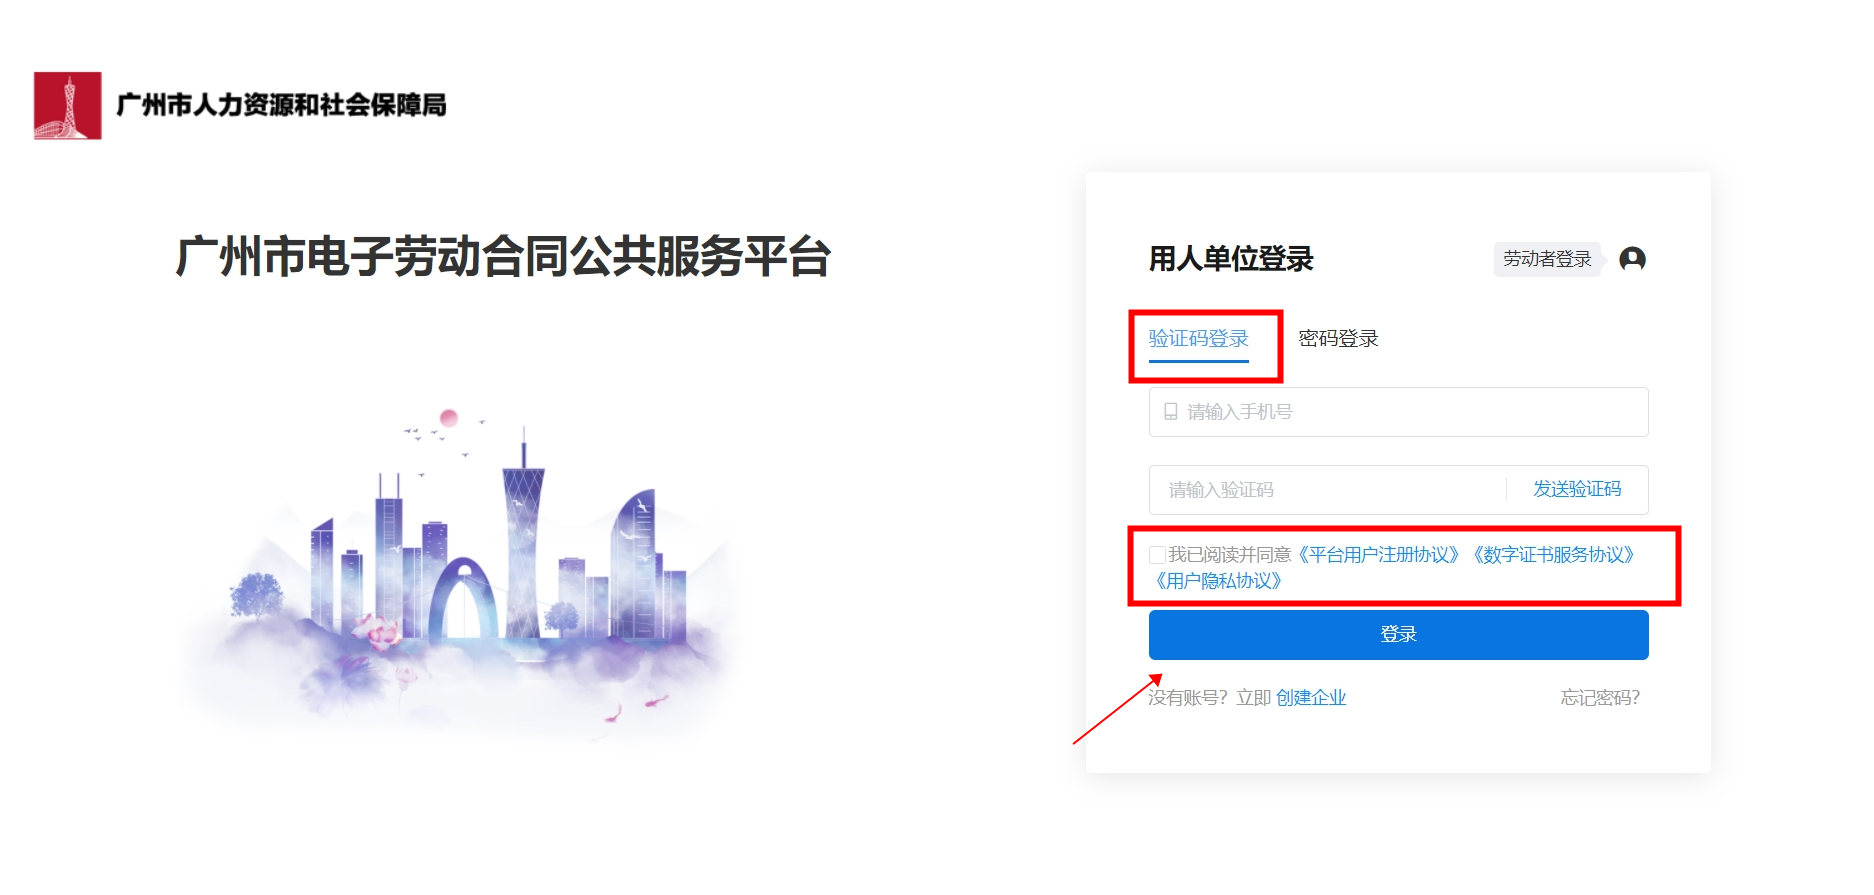 广州市人力资源和社会保障局
广州市电子劳动合同公共服务平台
用人单位登录
劳动者登录
验证码登录 密码登录
请输入手机号
请输入验证码 发送验证码
我已阅读并同意《平台用户注册协议》《数字证书服务协议》
《用户隐私协议》
登录
没有账号？立即 创建企业 忘记密码？